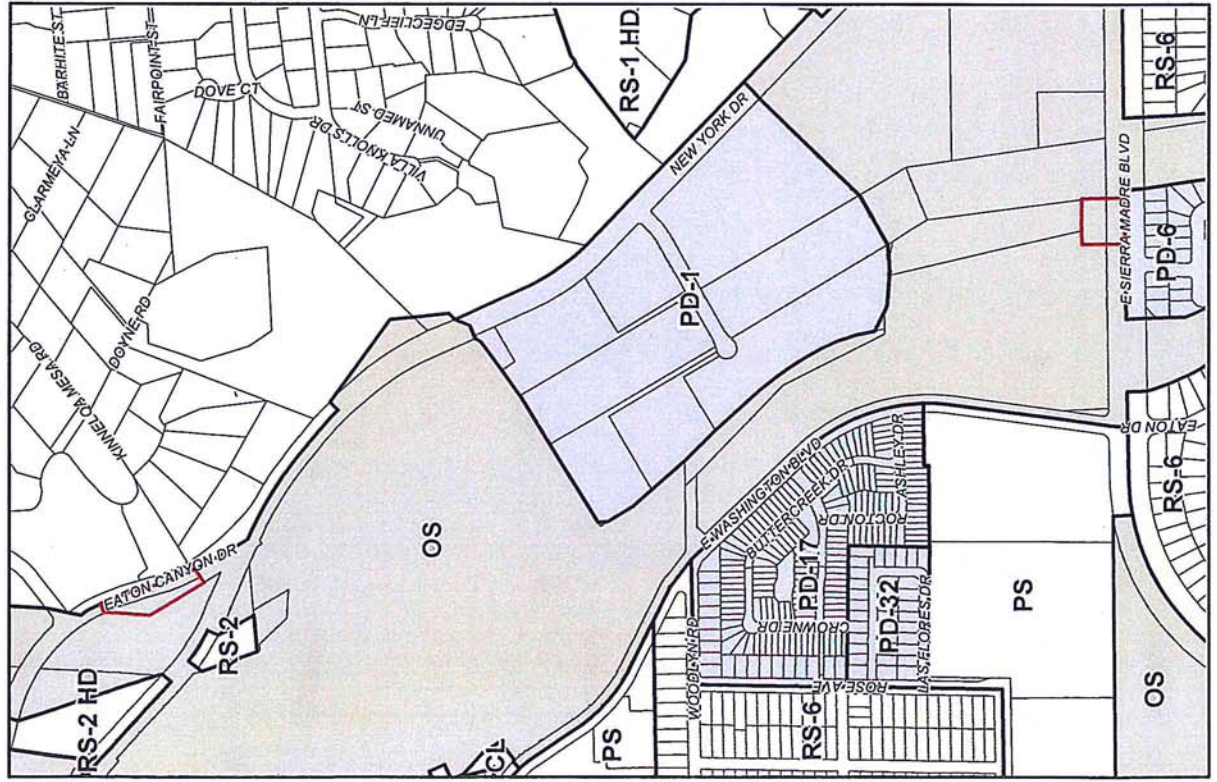 BARHITE ST
FAIRPOINT ST
EDGECLIFF LN
GLARMEYA LN
DOVE CT
UNNAMED ST
VILLA KNOLLS DR
RS-1 HD
NEW YORK DR
DOYNE RD
KINNELOA MESA RD
EATON CANYON DR
RS-2 HD
RS-2
OS
PD-1
RS-6
E SIERRA MADRE BLVD
PD-6
E WASHINGTON BLVD
BUTTERCREEK DR
ASHLEY DR
ROCTON DR
EATON DR
PD-17
CROWNE DR
PD-32
LAS FLORES DR
WOODLYN RD
ROSE AVE
RS-6
PS
PS
CL
RS-6
OS